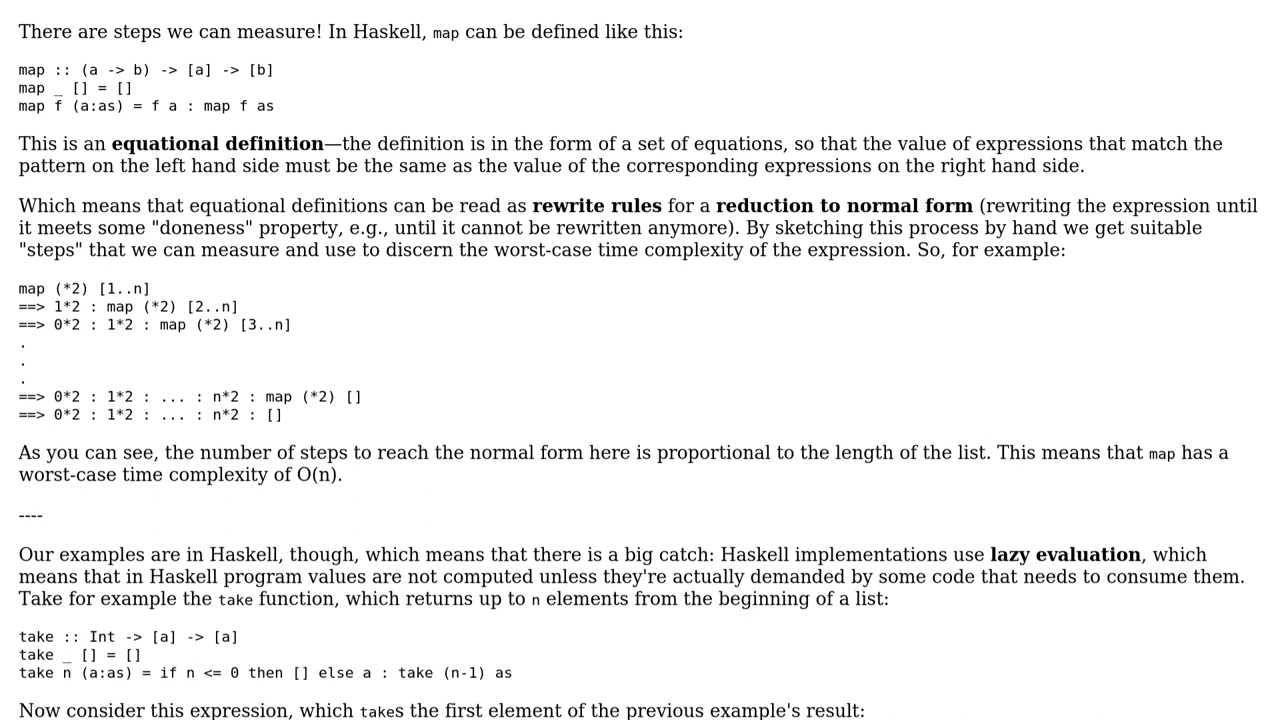 There are steps we can measure! In Haskell, map can be defined like this:
map :: (a -> b) -> [a] -> [b]
map _ [] = []
map f (a:as) = f a : map f as
This is an equational definition—the definition is in the form of a set of equations, so that the value of expressions that match the
pattern on the left hand side must be the same as the value of the corresponding expressions on the right hand side.
Which means that equational definitions can be read as rewrite rules for a reduction to normal form (rewriting the expression until
it meets some "doneness" property, e.g., until it cannot be rewritten anymore). By sketching this process by hand we get suitable
"steps" that we can measure and use to discern the worst-case time complexity of the expression. So, for example:
map (*2) [1..n]
==> 1*2 : map (*2) [2..n]
==> 0*2 : 1*2 : map (*2) [3..n]
.
.
.
==> 0*2 : 1*2 : ... : n*2 : map (*2) []
==> 0*2 : 1*2 : ... : n*2 : []
As you can see, the number of steps to reach the normal form here is proportional to the length of the list. This means that map has a
worst-case time complexity of O(n).
----
Our examples are in Haskell, though, which means that there is a big catch: Haskell implementations use lazy evaluation, which
means that in Haskell program values are not computed unless they're actually demanded by some code that needs to consume them.
Take for example the take function, which returns up to n elements from the beginning of a list:
take :: Int -> [a] -> [a]
take _ [] = []
take n (a:as) = if n <= 0 then [] else a : take (n-1) as
Now consider this expression, which takes the first element of the previous example's result: